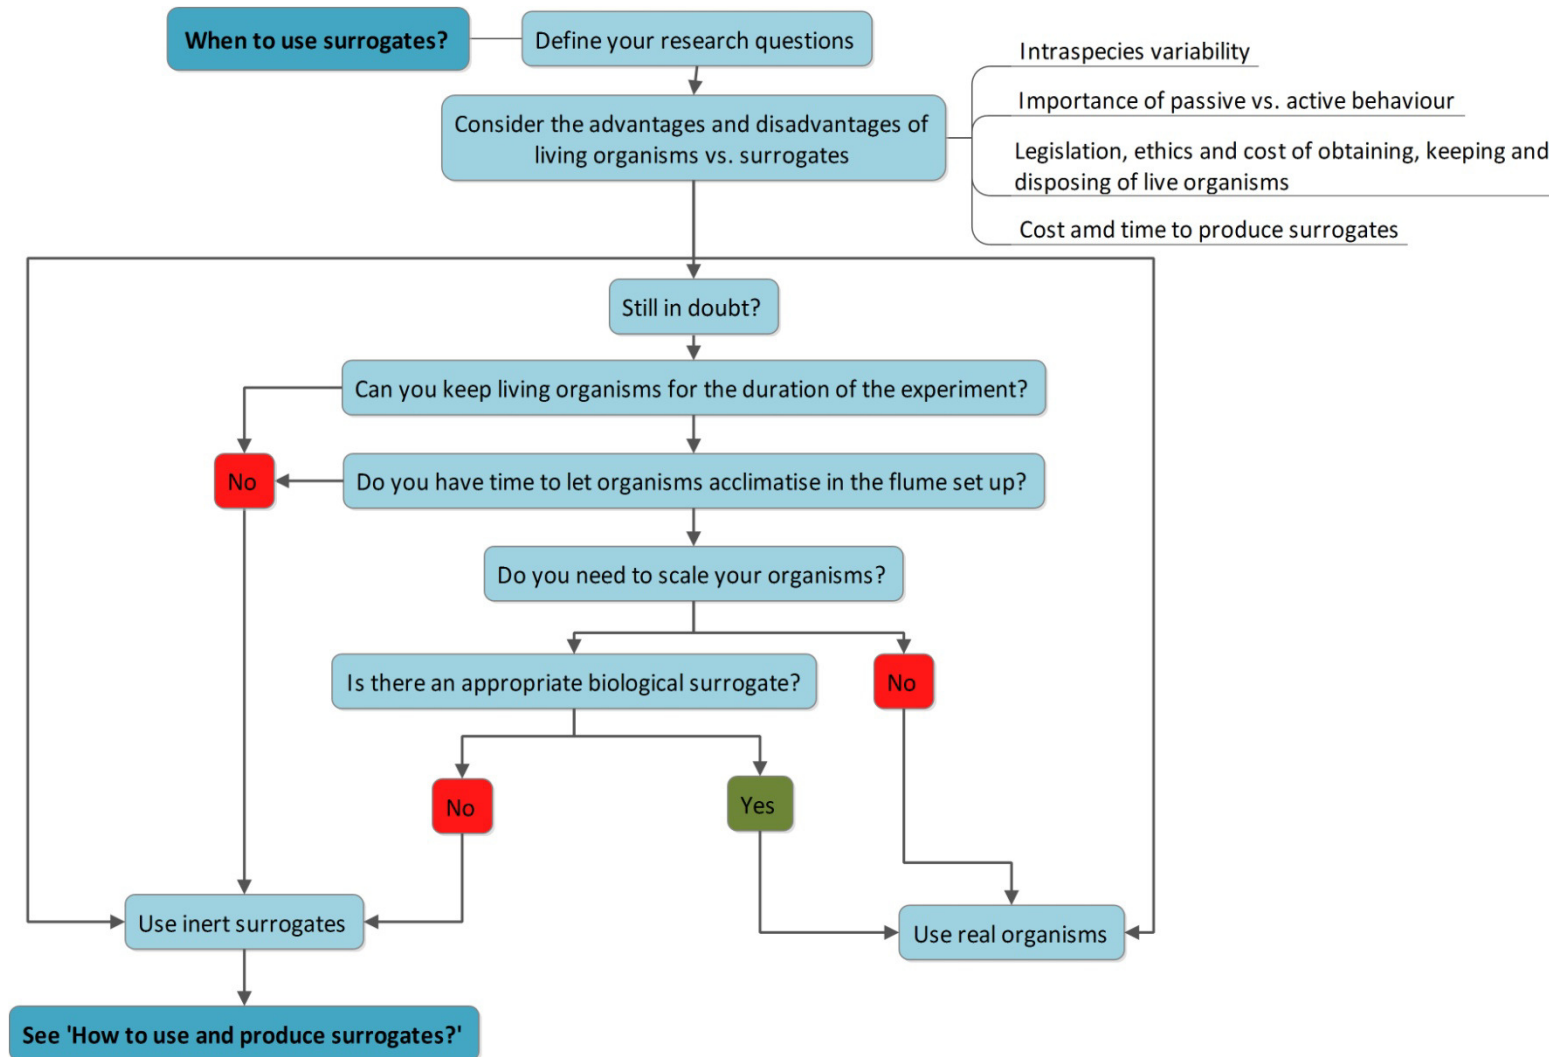 When to use surrogates?
Define your research questions
Consider the advantages and disadvantages of
living organisms vs. surrogates
Intraspecies variability
Importance of passive vs. active behaviour
Legislation, ethics and cost of obtaining, keeping and
disposing of live organisms
Cost amd time to produce surrogates
Still in doubt?
Can you keep living organisms for the duration of the experiment?
No
Do you have time to let organisms acclimatise in the flume set up?
Do you need to scale your organisms?
Is there an appropriate biological surrogate?
No
No
Yes
Use inert surrogates
Use real organisms
See 'How to use and produce surrogates?'